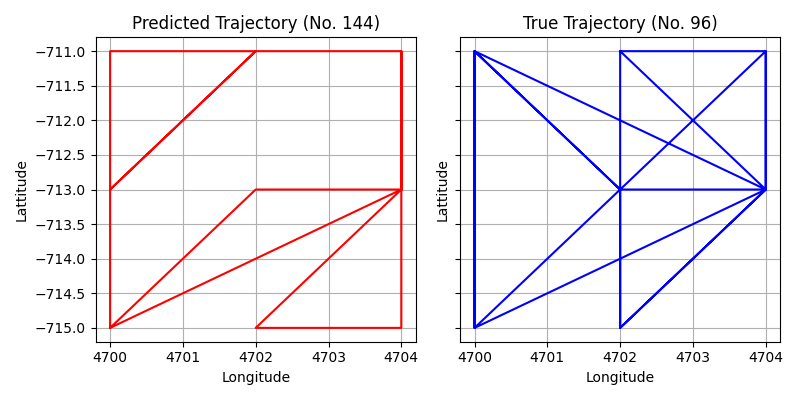 Predicted Trajectory (No. 144)
True Trajectory (No. 96)
−711.0
−711.5
−712.0
−712.5
−713.0
−713.5
−714.0
−714.5
−715.0
Lattitude
Lattitude
4700 4701 4702 4703 4704
4700 4701 4702 4703 4704
Longitude
Longitude